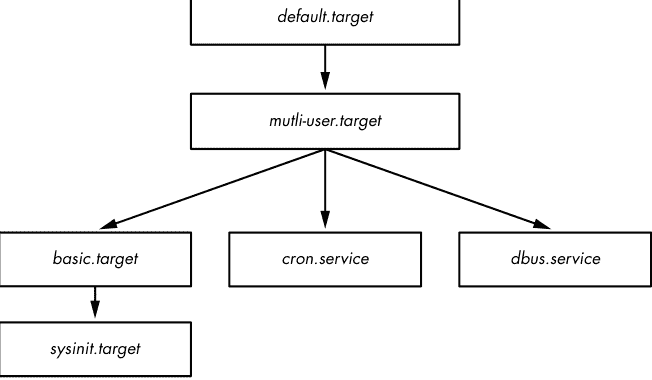 default.target
mutli-user.target
basic.target
cron.service
dbus.service
sysinit.target